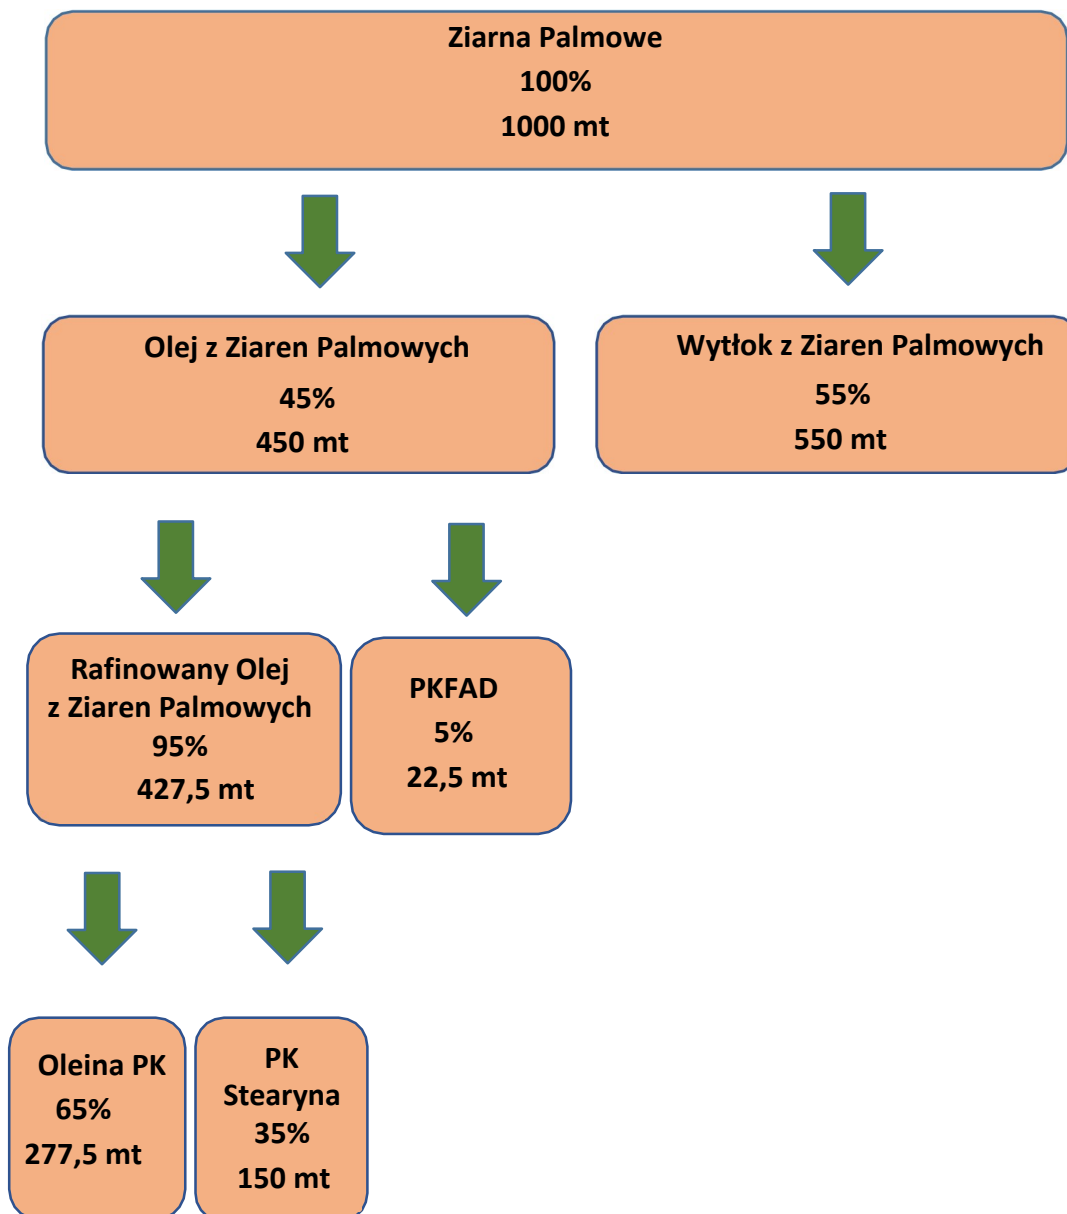 Ziarna Palmowe
100%
1000 mt
Olej z Ziaren Palmowych
45%
450 mt
Wytłok z Ziaren Palmowych
55%
550 mt
Rafinowany Olej
z Ziaren Palmowych
95%
427,5 mt
PKFAD
5%
22,5 mt
Oleina PK
65%
277,5 mt
PK
Stearyna
35%
150 mt